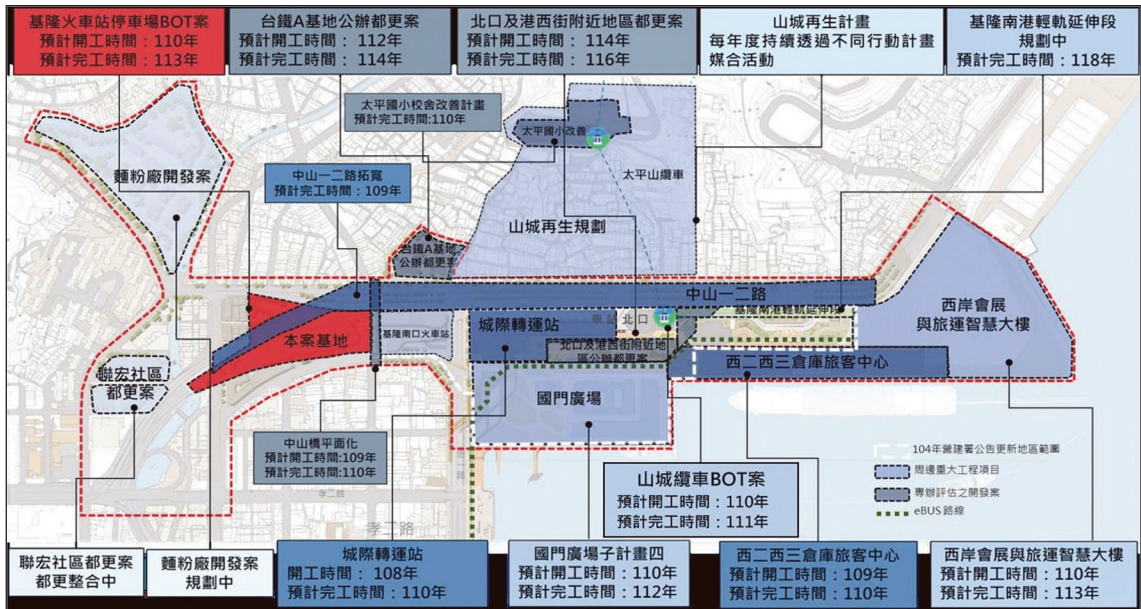 基隆火車站停車場BOT案
預計開工時間：110年
預計完工時間：113年
台鐵A基地公辦都更案
預計開工時間： 112年
預計完工時間： 114年
北口及港西街附近地區都更案
預計開工時間：114年
預計完工時間：116年
山城再生計畫
每年度持續透過不同行動計畫
媒合活動
基隆南港輕軌延伸段
規劃中
預計完工時間：118年
太平國小校舍改善計畫
預計完工時間:110年
太平國小改善
麵粉廠開發案
中山一二路拓寬
預計完工時間：109年
太平山纜車
山城再生規劃
台鐵A基地
公辦都更案
中山一二路
西岸會展
與旅運智慧大樓
基隆南港輕軌延伸段
車站北口
城際轉運站
基隆南口火車站
本案基地
北口及港西街附近地
區公辦都更案
西二西三倉庫旅客中心
聯宏社區
都更案
國門廣場
中山橋平面化
預計開工時間:109年
預計完工時間:110年
104年營建署公告更新地區範圍
周邊重大工程項目
專辦評估之開發案
eBUS路線
山城纜車BOT案
預計開工時間：110年
預計完工時間：111年
孝二路
孝二路
聯宏社區都更案
都更整合中
麵粉廠開發案
規劃中
城際轉運站
開工時間： 108年
預計完工時間：110年
國門廣場子計畫四
預計開工時間：110年
預計完工時間：112年
西二西三倉庫旅客中心
預計開工時間：109年
預計完工時間：110年
西岸會展與旅運智慧大樓
預計開工時間：110年
預計完工時間：113年